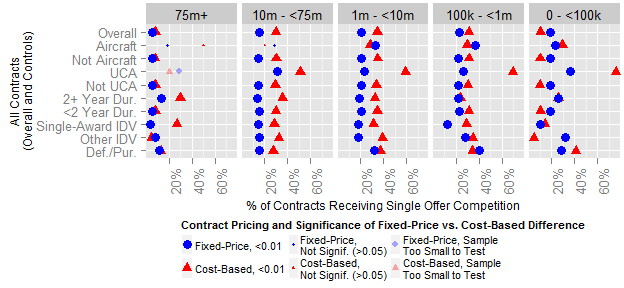 75m+
10m - <75m
1m - <10m
100k - <1m
0 - <100k
All Contracts
(Overall and Controls)
Overall
Aircraft
Not Aircraft
UCA
Not UCA
2+ Year Dur.
<2 Year Dur.
Single-Award IDV
Other IDV
Def./Pur.
20% 40% 60% 20% 40% 60% 20% 40% 60% 20% 40% 60% 20% 40% 60%
% of Contracts Receiving Single Offer Competition
Contract Pricing and Significance of Fixed-Price vs. Cost-Based Difference
Fixed-Price, <0.01
Fixed-Price,
Not Signif. (>0.05)
Fixed-Price, Sample
Too Small to Test
Cost-Based, <0.01
Cost-Based,
Not Signif. (>0.05)
Cost-Based, Sample
Too Small to Test